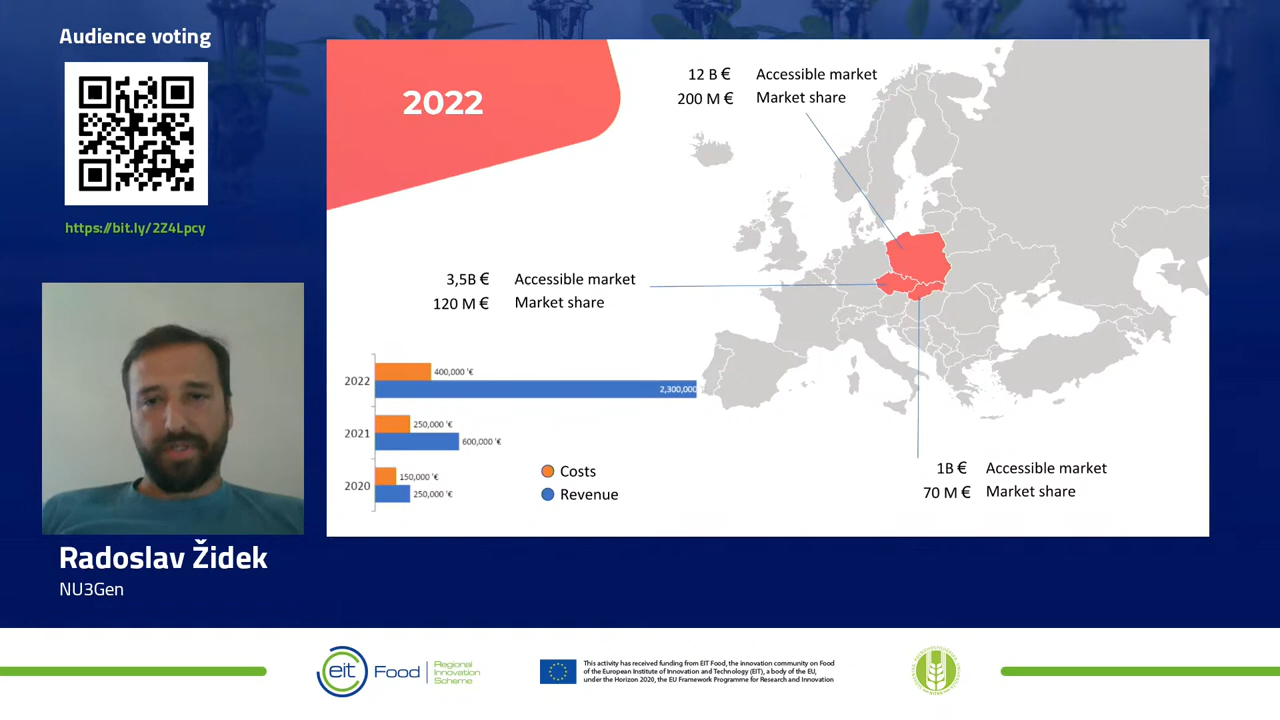 Audience voting
https://bit.ly/2Z4Lpcy
Radoslav Židek
NU3Gen
2022
12 B € Accessible market
200 M € Market share
3,5B € Accessible market
120 M € Market share
2022
400,000 '€
2,300,000
2021
250,000 '€
600,000 '€
2020
150,000 '€
250,000 '€
Costs
Revenue
1B € Accessible market
70 M € Market share
eit Food
Regional
Innovation
Scheme
This activity has received funding from EIT Food, the innovation community on Food
of the European Institute of Innovation and Technology (EIT), a body of the EU,
under the Horizon 2020, the EU Framework Programme for Research and Innovation